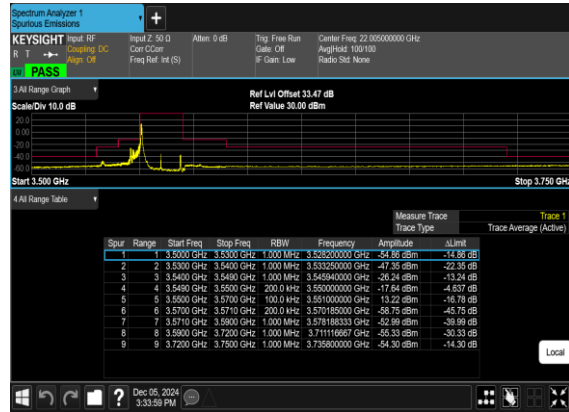 Spectrum Analyzer 1
Spurious Emissions
KEYSIGHT Input: RF Input Z: 50 Ω Atten: 0 dB Trig: Free Run Center Freq: 22.005000000 GHz
R T Coupling: DC Corr CCorr Gate: Off Avg|Hold: 100/100
Align: Off Freq Ref: Int (S) IF Gain: Low Radio Std: None
PASS
3 All Range Graph
Ref Lvl Offset 33.47 dB
Scale/Div 10.0 dB Ref Value 30.00 dBm
20.0
0.00
-20.0
-40.0
-60.0
Start 3.500 GHz Stop 3.750 GHz
4 All Range Table
Measure Trace Trace 1
Trace Type Trace Average (Active)
Spur Range Start Freq Stop Freq RBW Frequency Amplitude ΔLimit
1 1 3.5000 GHz 3.5300 GHz 1.000 MHz 3.528200000 GHz -54.86 dBm -14.86 dB
2 2 3.5300 GHz 3.5400 GHz 1.000 MHz 3.533250000 GHz -47.35 dBm -22.35 dB
3 3 3.5400 GHz 3.5490 GHz 1.000 MHz 3.545940000 GHz -26.24 dBm -13.24 dB
4 4 3.5490 GHz 3.5500 GHz 200.0 kHz 3.550000000 GHz -17.64 dBm -4.637 dB
5 5 3.5500 GHz 3.5700 GHz 100.0 kHz 3.551000000 GHz 13.22 dBm -16.78 dB
6 6 3.5700 GHz 3.5710 GHz 200.0 kHz 3.570185000 GHz -58.75 dBm -45.75 dB
7 7 3.5710 GHz 3.5900 GHz 1.000 MHz 3.578188333 GHz -52.99 dBm -39.99 dB
8 8 3.5900 GHz 3.7200 GHz 1.000 MHz 3.711116667 GHz -55.33 dBm -30.33 dB
9 9 3.7200 GHz 3.7500 GHz 1.000 MHz 3.735800000 GHz -54.30 dBm -14.30 dB
Local
Dec 05, 2024
3:33:59 PM